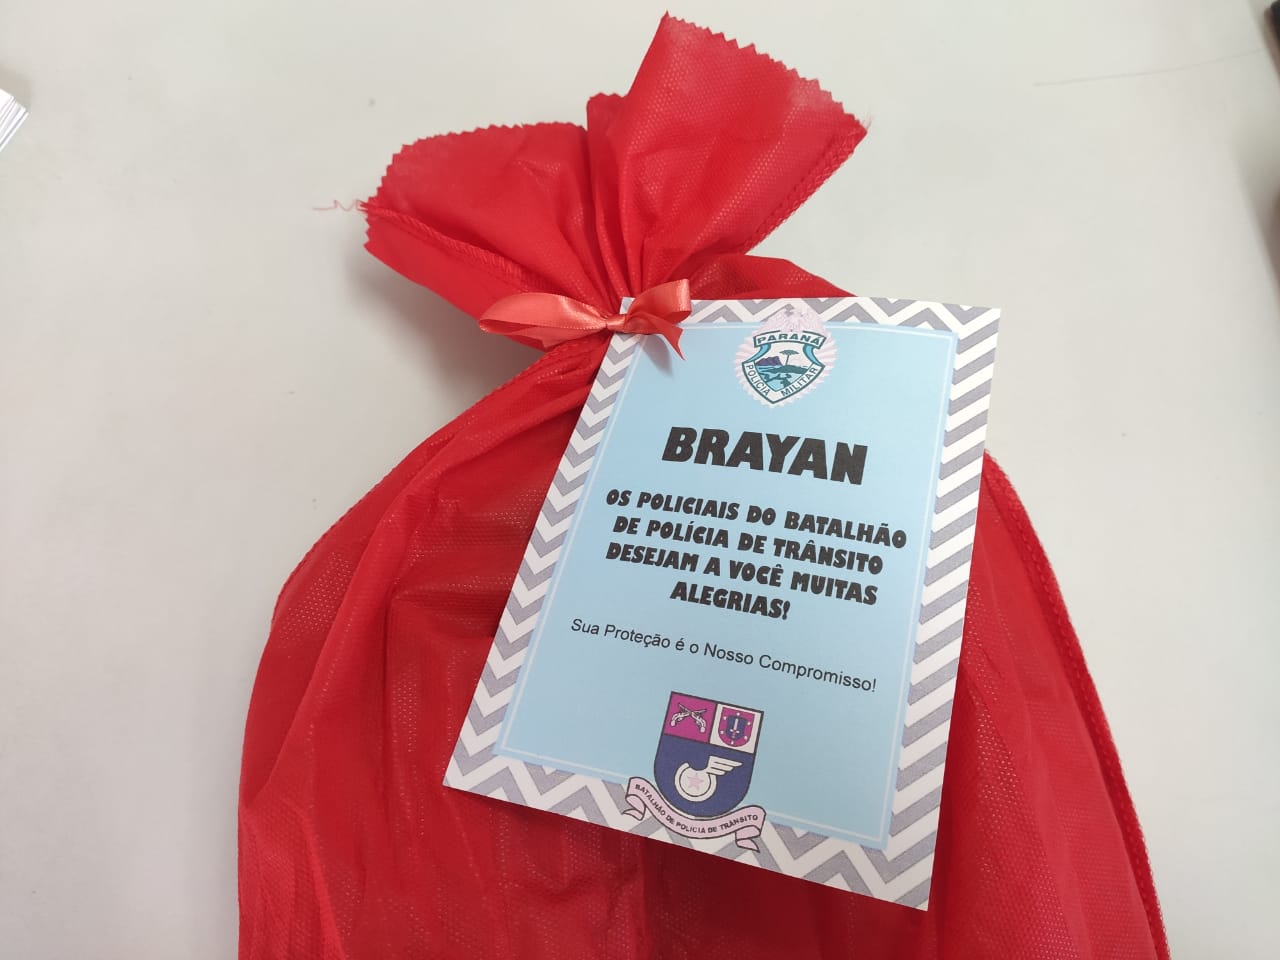 PARANÁ
POLÍCIA MILITAR
BRAYAN
OS POLICIAIS DO BATALHÃO
DE POLÍCIA DE TRÂNSITO
DESEJAM A VOCÊ MUITAS
ALEGRIAS!
Sua Proteção é o Nosso Compromisso!
BATALHÃO DE POLÍCIA DE TRÂNSITO